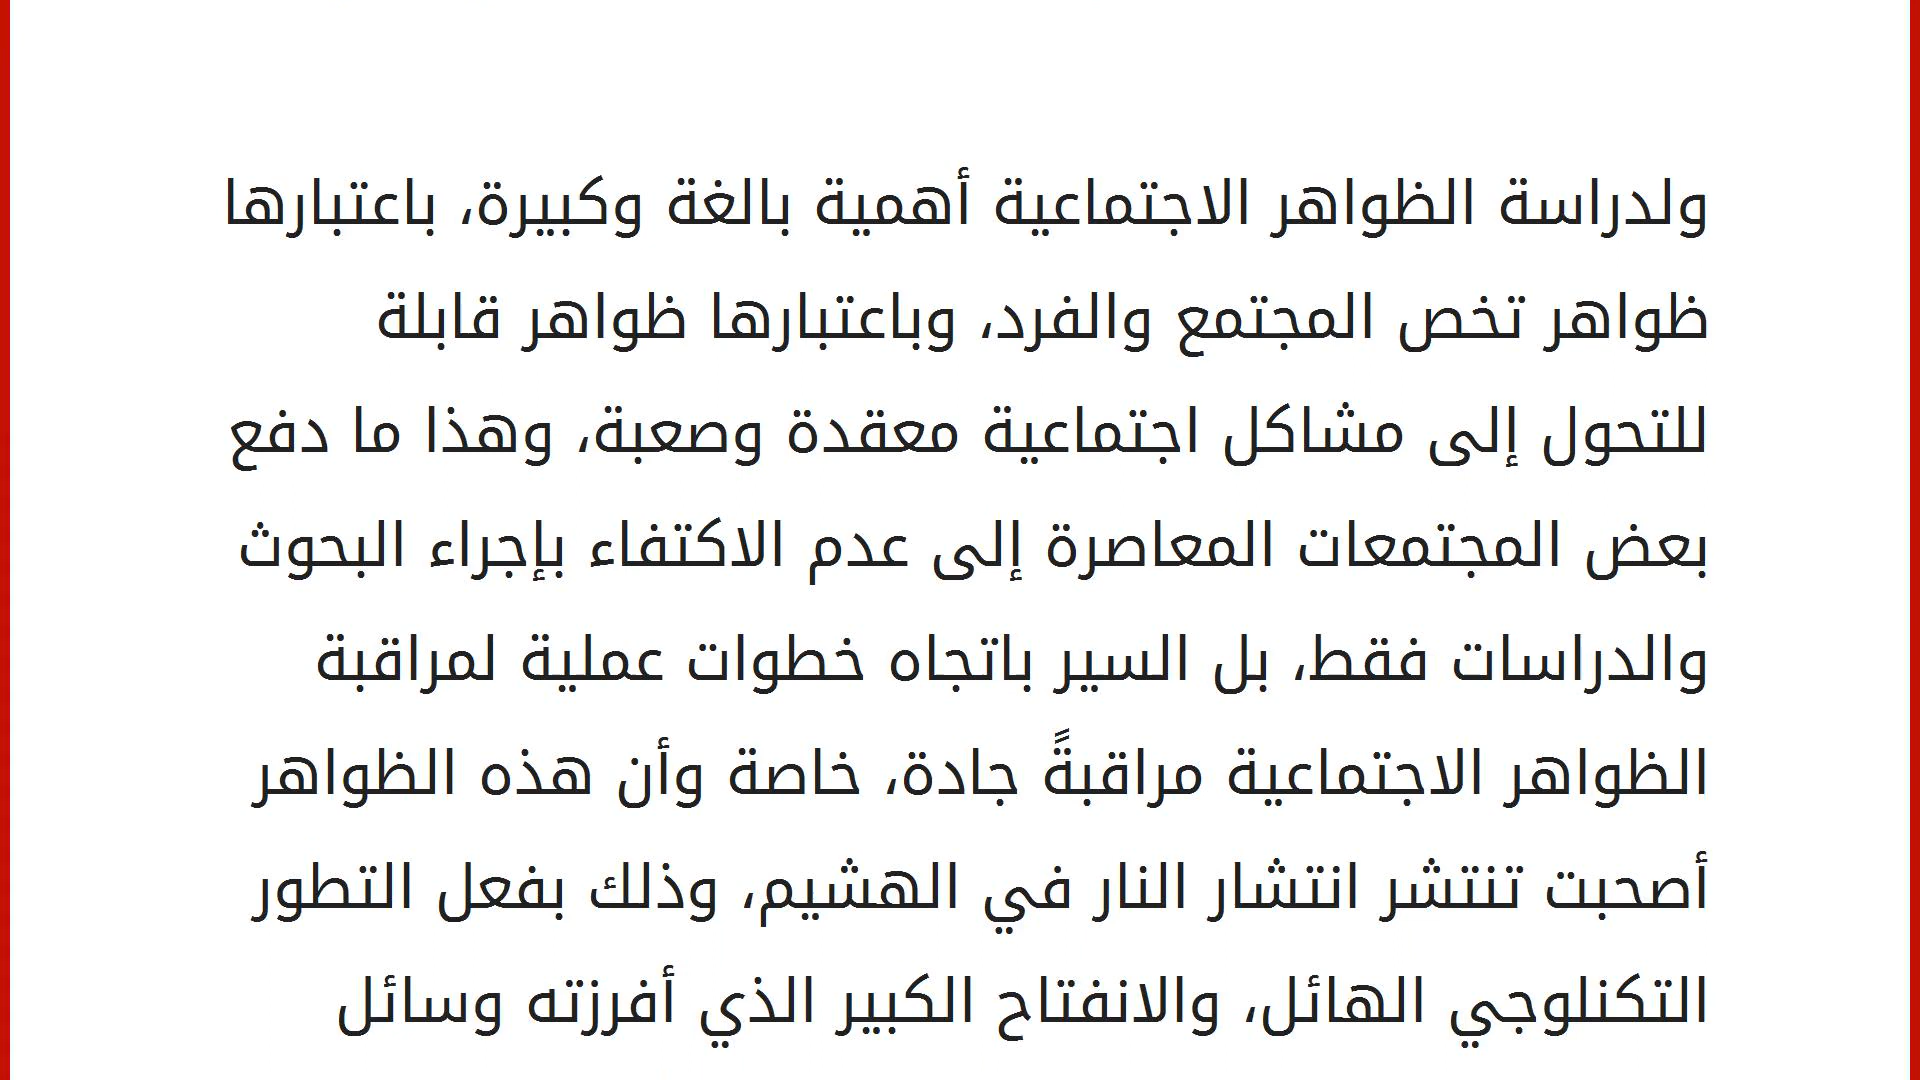 ولدراسة الظواهر الاجتماعية أهمية بالغة وكبيرة، باعتبارها
ظواهر تخص المجتمع والفرد، وباعتبارها ظواهر قابلة
للتحول إلى مشاكل اجتماعية معقدة وصعبة، وهذا ما دفع
بعض المجتمعات المعاصرة إلى عدم الاكتفاء بإجراء البحوث
والدراسات فقط، بل السير باتجاه خطوات عملية لمراقبة
الظواهر الاجتماعية مراقبةً جادة، خاصة وأن هذه الظواهر
أصحبت تنتشر انتشار النار في الهشيم، وذلك بفعل التطور
التكنلوجي الهائل، والانفتاح الكبير الذي أفرزته وسائل